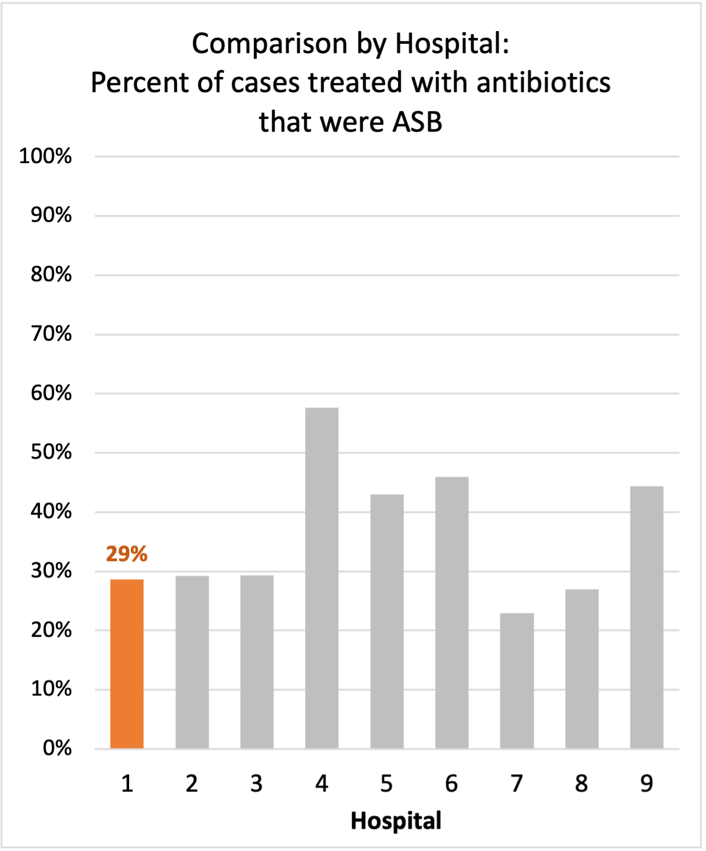 Comparison by Hospital:
Percent of cases treated with antibiotics
that were ASB
100%
90%
80%
70%
60%
50%
40%
30%
20%
10%
0%
29%
1 2 3 4 5 6 7 8 9
Hospital